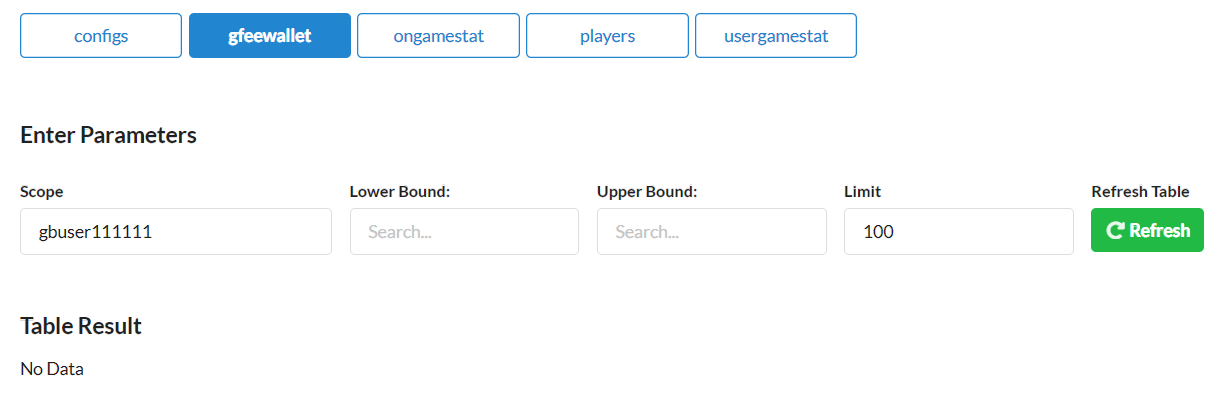 configs gfeewallet ongamestat players usergamestat
Enter Parameters
Scope Lower Bound: Upper Bound: Limit Refresh Table
gbuser111111 Search... Search... 100 Refresh
Table Result
No Data